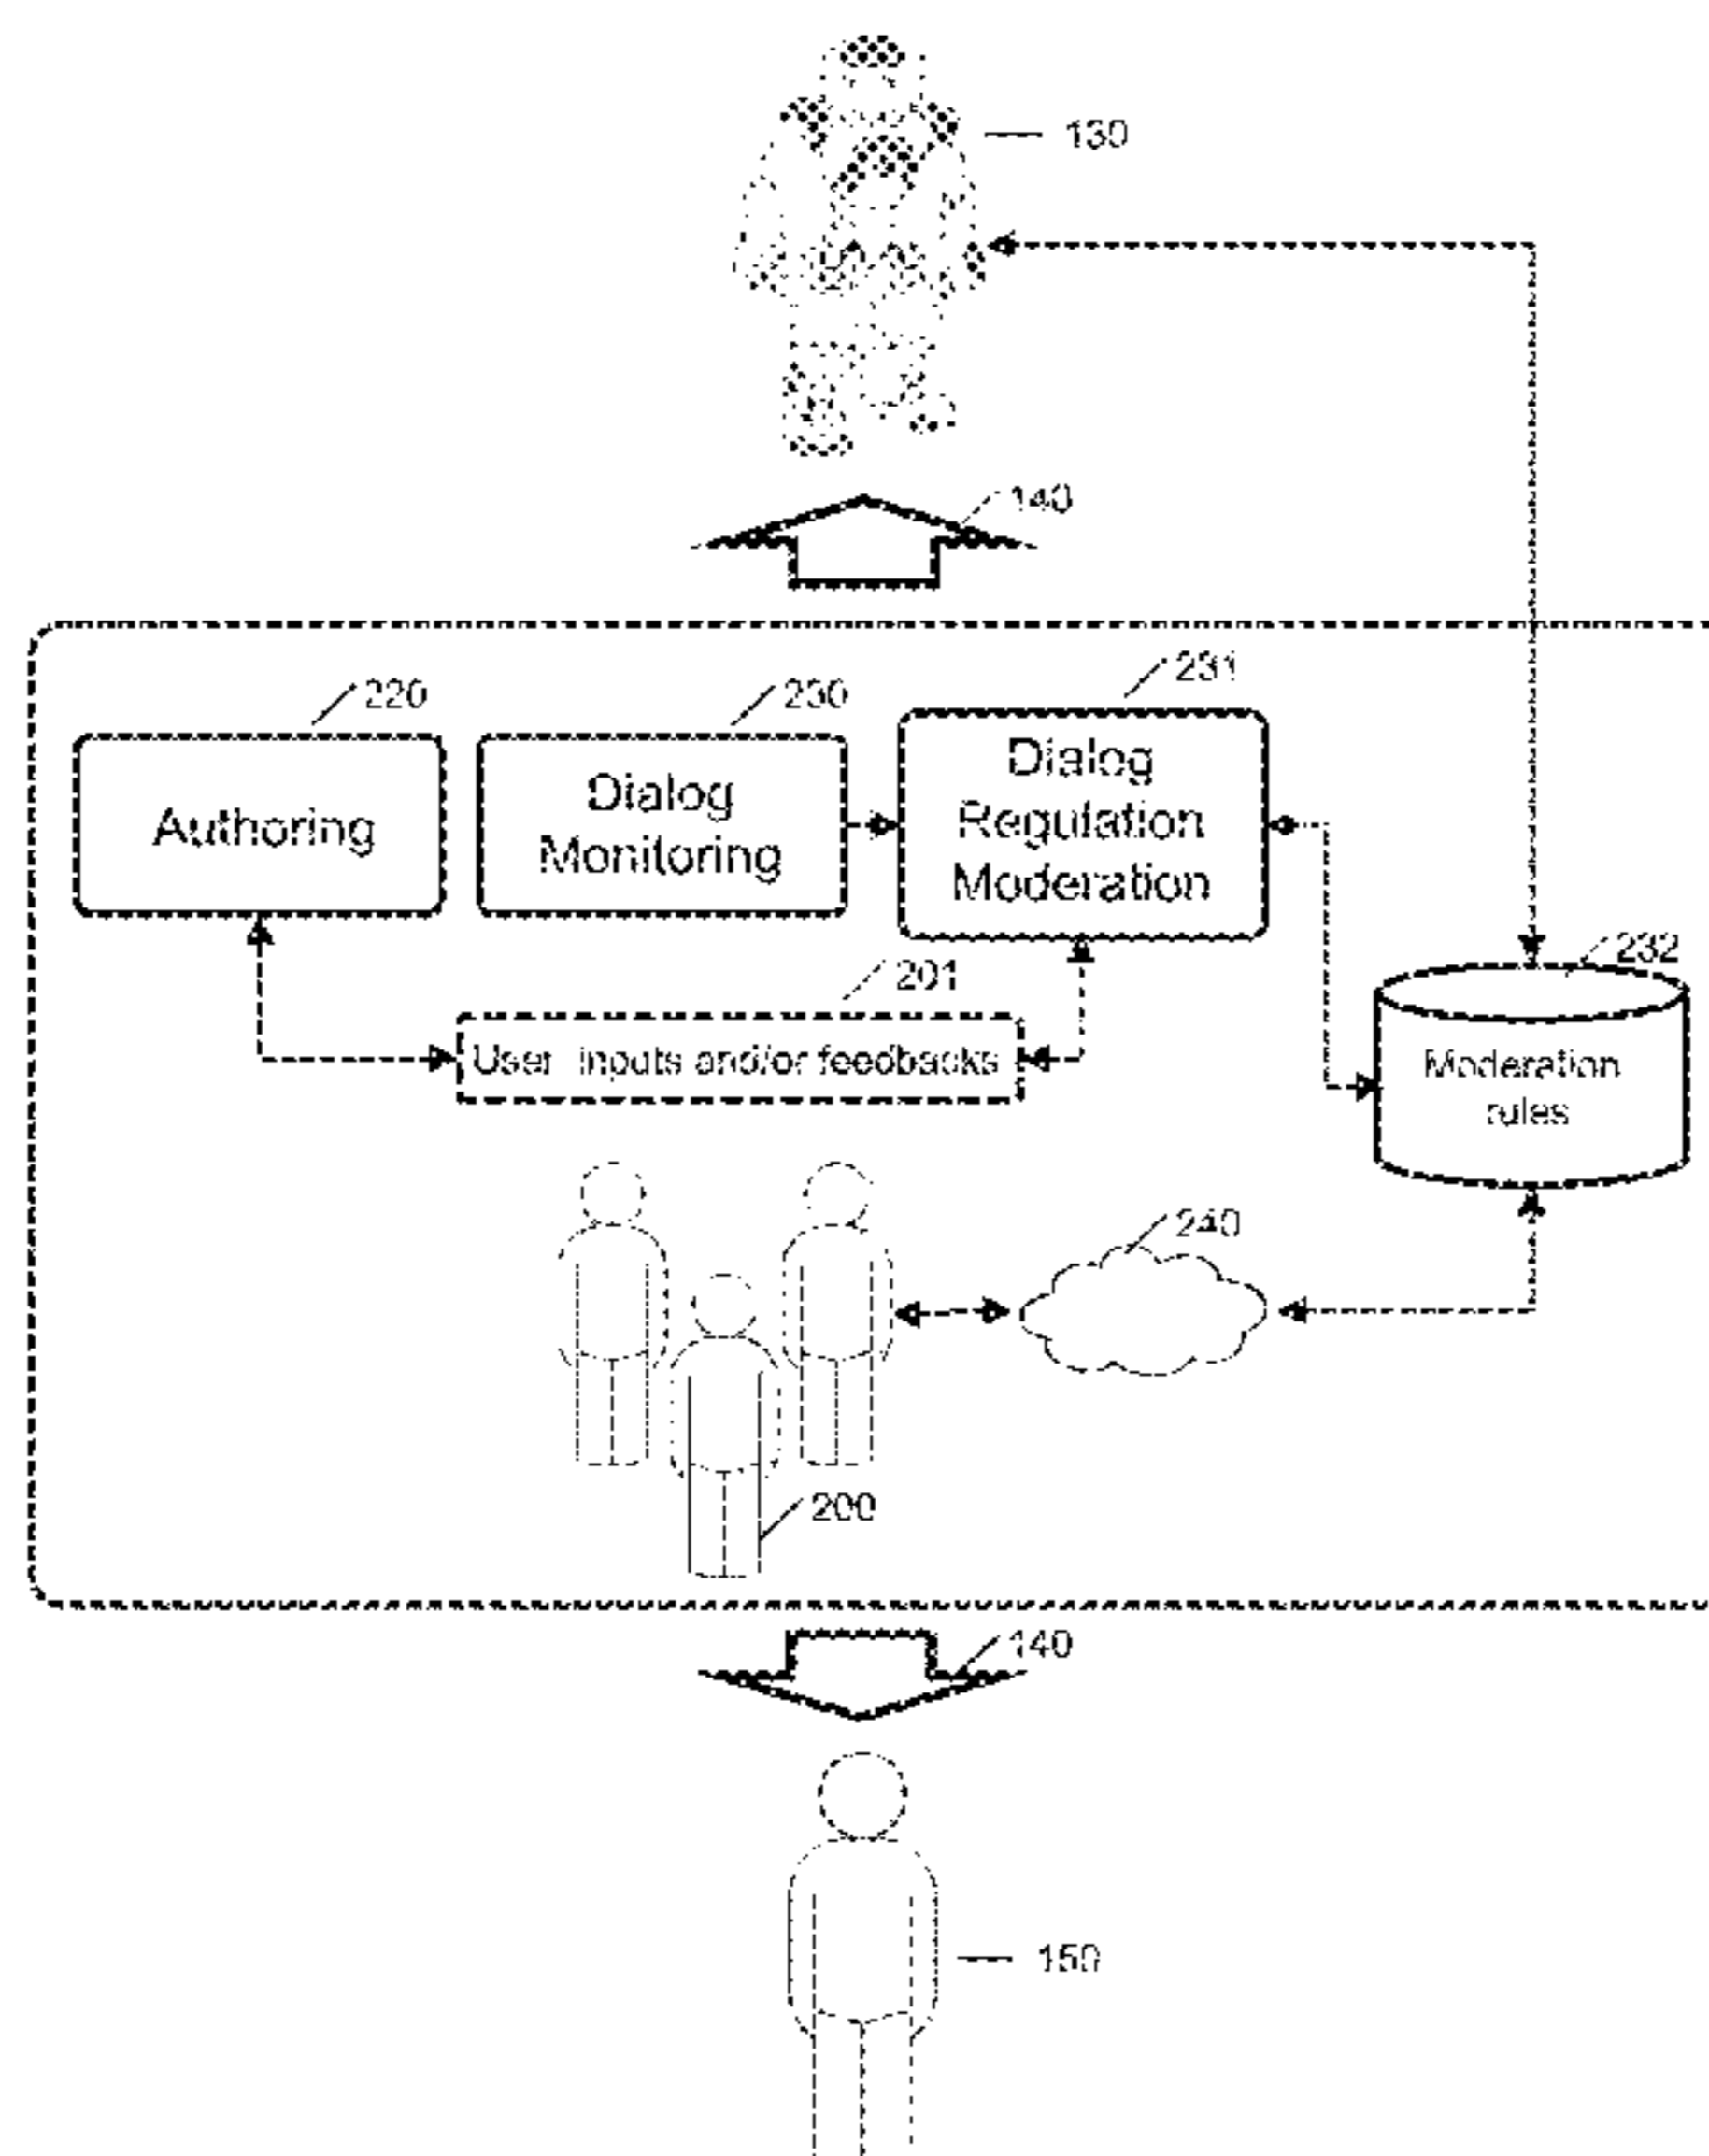 130
140
231
220
230
Authoring
Dialog
Monitoring
Dialog
Regulation
Moderation
232
201
User inputs and/or feedbacks
Moderation
rules
240
200
140
150